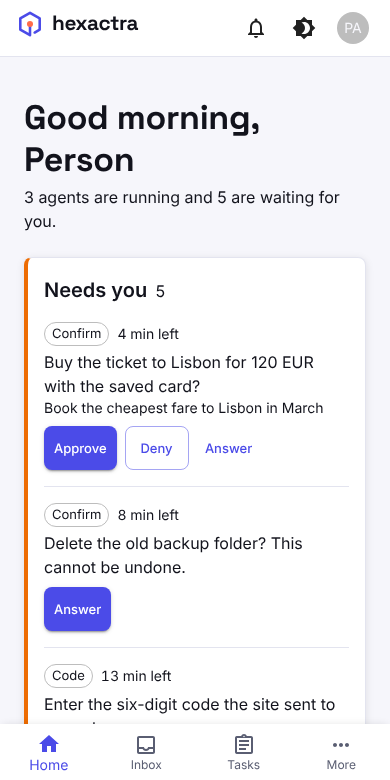 hexactra
PA
Good morning,
Person
3 agents are running and 5 are waiting for
you.
Needs you 5
Confirm 4 min left
Buy the ticket to Lisbon for 120 EUR
with the saved card?
Book the cheapest fare to Lisbon in March
Approve Deny Answer
Confirm 8 min left
Delete the old backup folder? This
cannot be undone.
Answer
Code 13 min left
Enter the six-digit code the site sent to
Home Inbox Tasks More